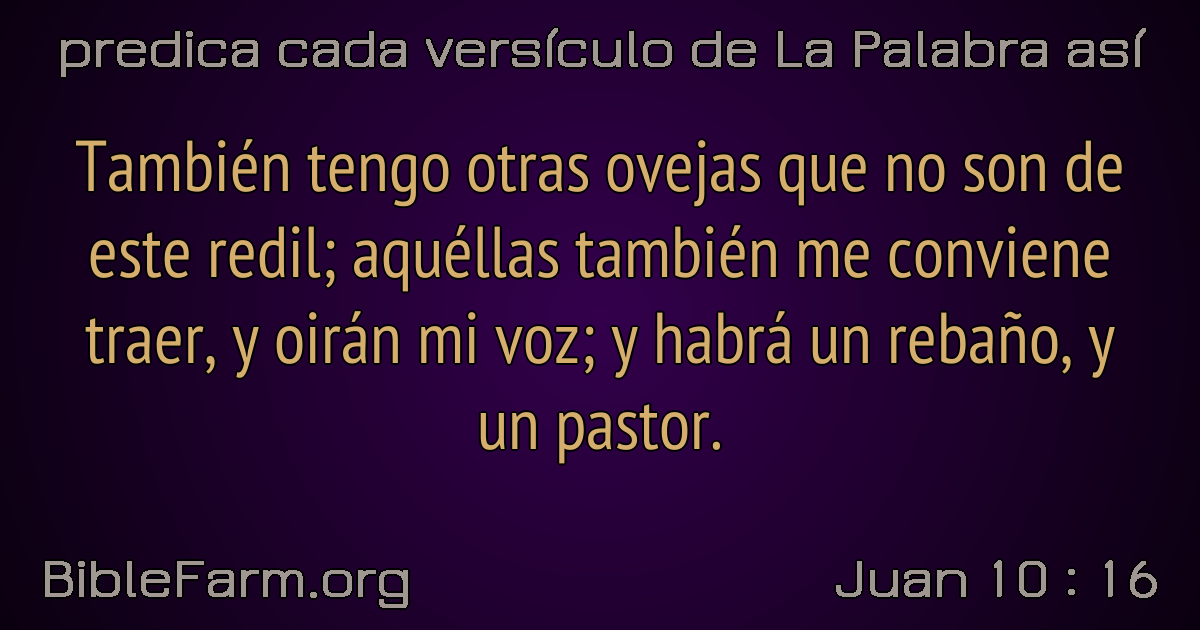 predica cada versículo de La Palabra así
También tengo otras ovejas que no son de
este redil; aquéllas también me conviene
traer, y oirán mi voz; y habrá un rebaño, y
un pastor.
BibleFarm.org
Juan 10 : 16